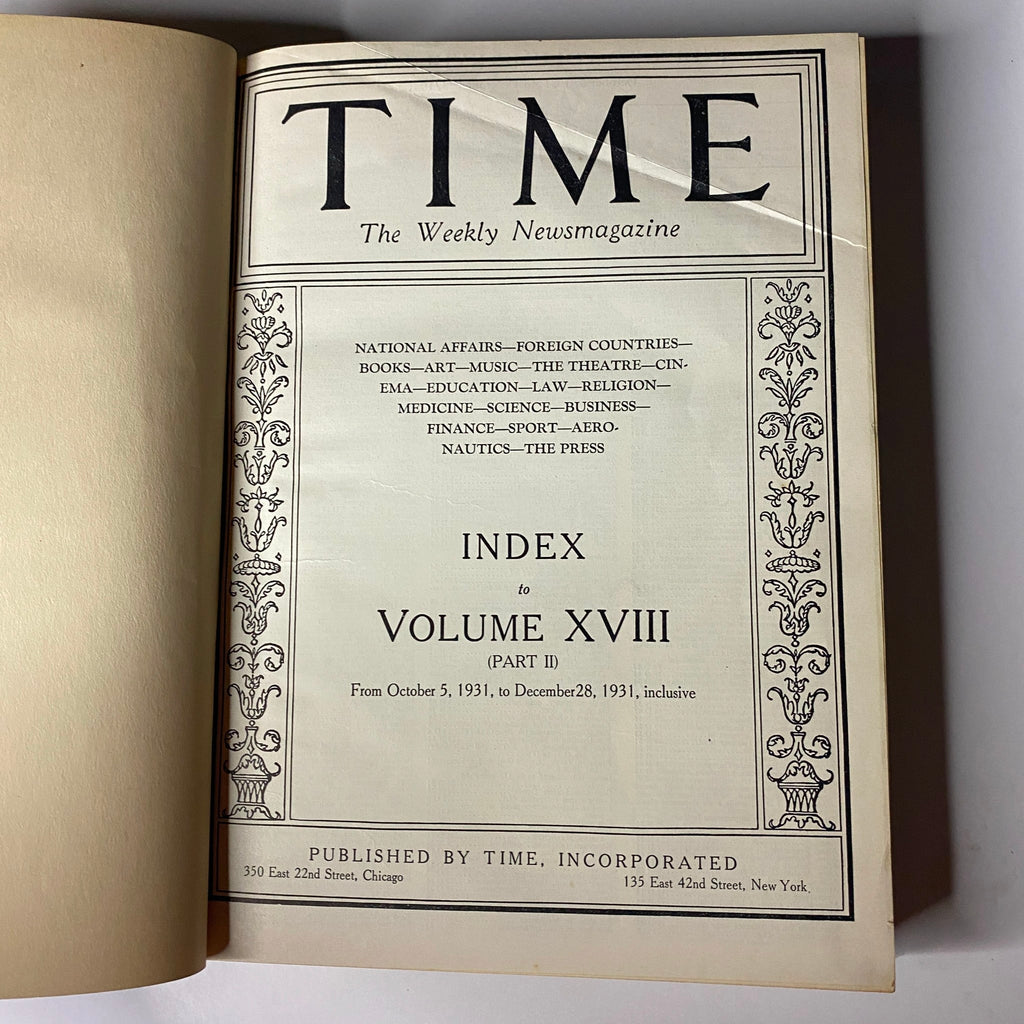 TIME
The Weekly Newsmagazine
NATIONAL AFFAIRS—FOREIGN COUNTRIES—
BOOKS—ART—MUSIC—THE THEATRE—CIN-
EMA—EDUCATION—LAW—RELIGION—
MEDICINE—SCIENCE—BUSINESS—
FINANCE—SPORT—AERO-
NAUTICS—THE PRESS
INDEX
to
VOLUME XVIII
(PART II)
From October 5, 1931, to December28, 1931, inclusive
PUBLISHED BY TIME, INCORPORATED
350 East 22nd Street, Chicago
135 East 42nd Street, New York.